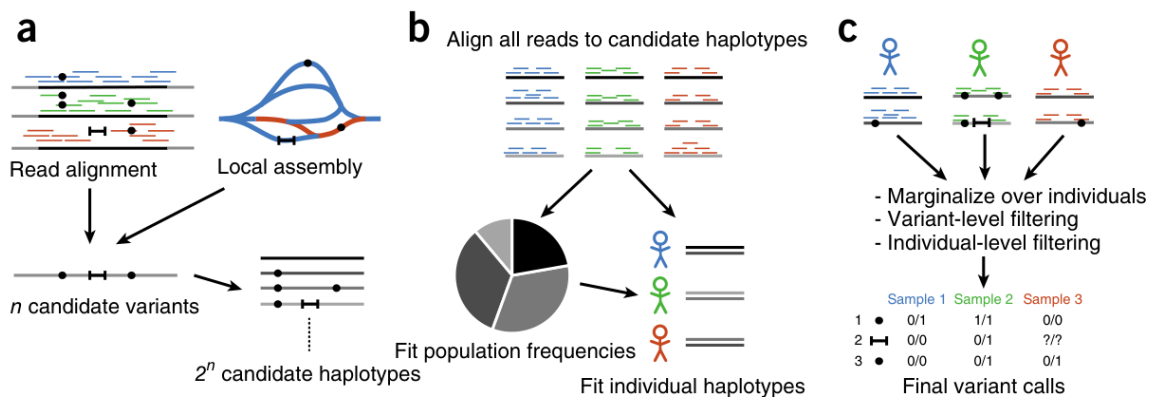 a
Read alignment
Local assembly
n candidate variants
2^n candidate haplotypes
b
Align all reads to candidate haplotypes
Fit population frequencies
Fit individual haplotypes
c
- Marginalize over individuals
- Variant-level filtering
- Individual-level filtering
Sample 1 Sample 2 Sample 3
1 0/1 1/1 0/0
2 0/0 0/1 ?/?
3 0/0 0/1 0/1
Final variant calls